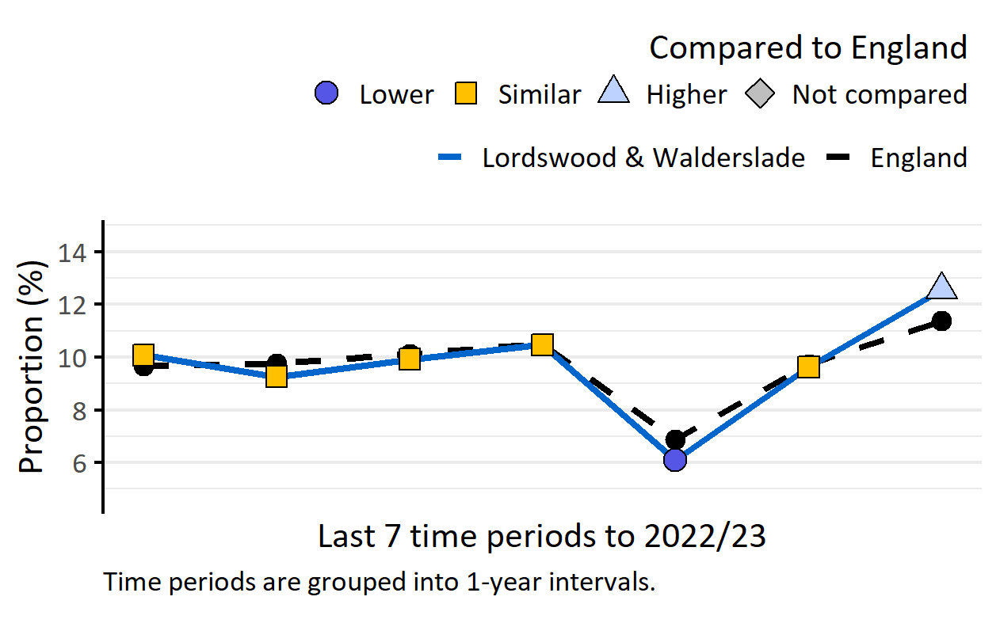 Compared to England
Lower Similar Higher Not compared
Lordswood & Walderslade England
Proportion (%)
14
12
10
8
6
Last 7 time periods to 2022/23
Time periods are grouped into 1-year intervals.